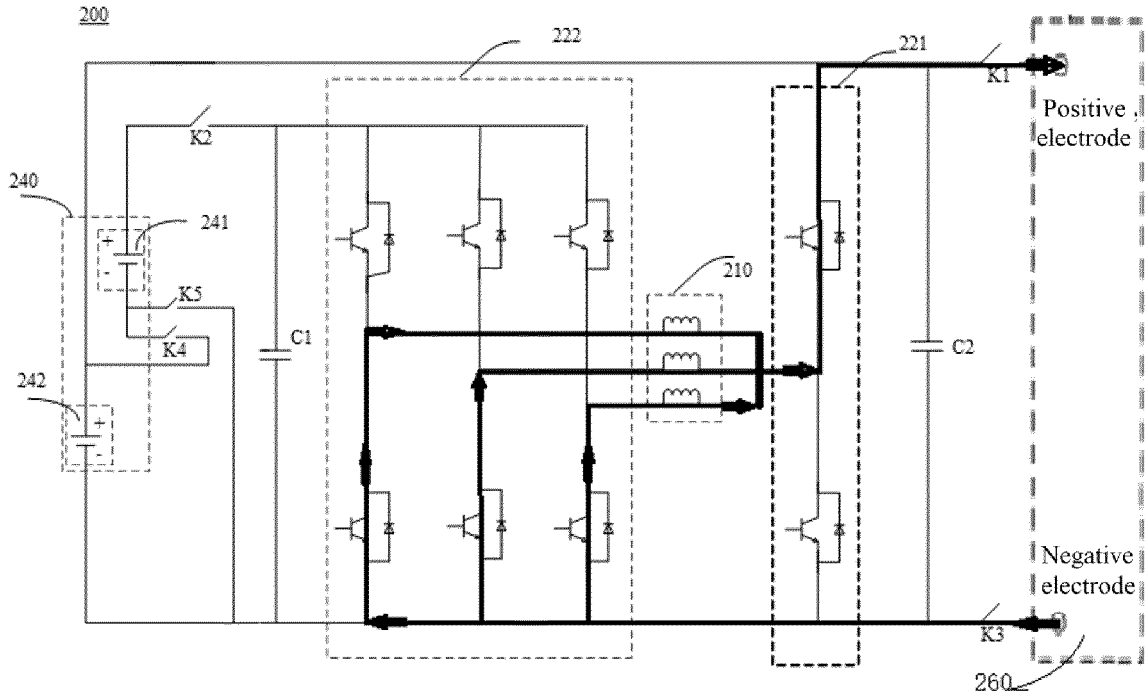 200
222
221
K1
Positive
electrode
K2
240
241
+
-
210
K5
K4
C1
C2
242
+
-
Negative
electrode
K3
260